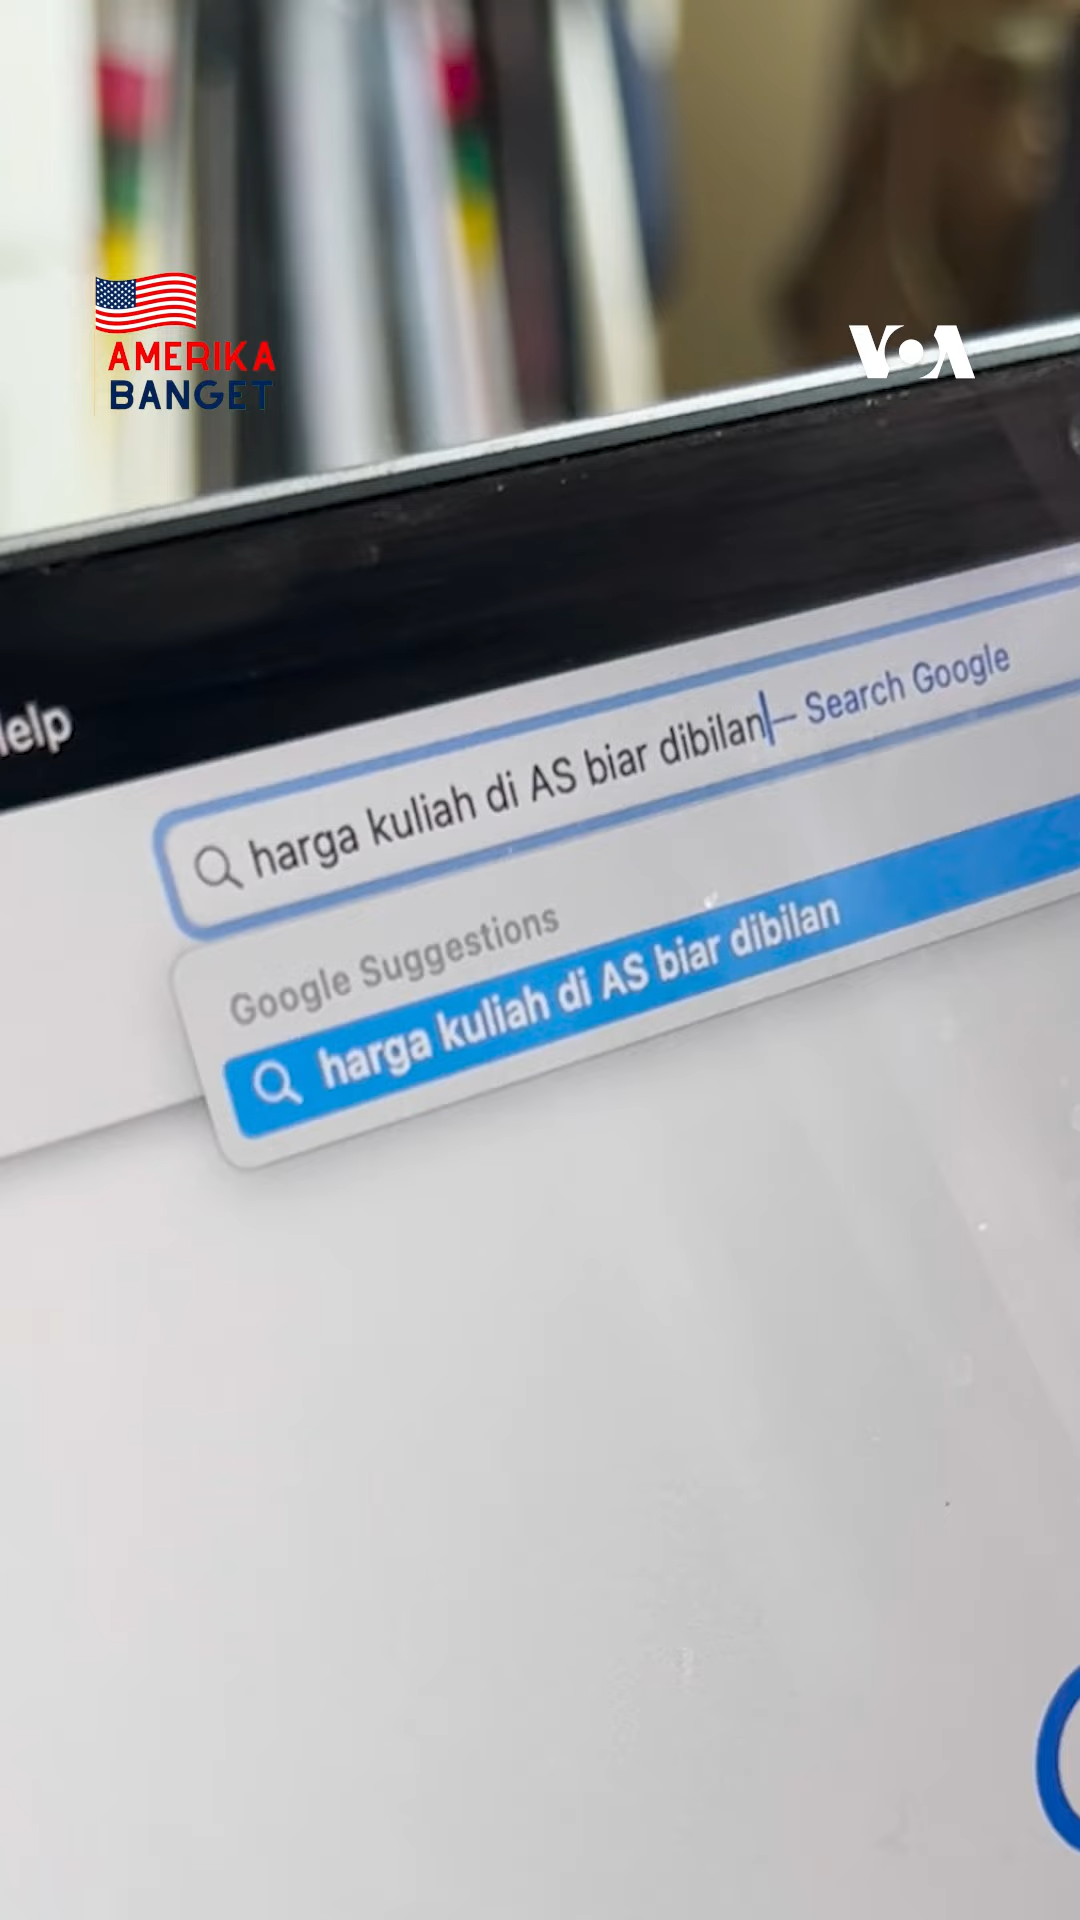 AMERIKA
BANGET
VOA
harga kuliah di AS biar dibilan — Search Google
Google Suggestions
harga kuliah di AS biar dibilan